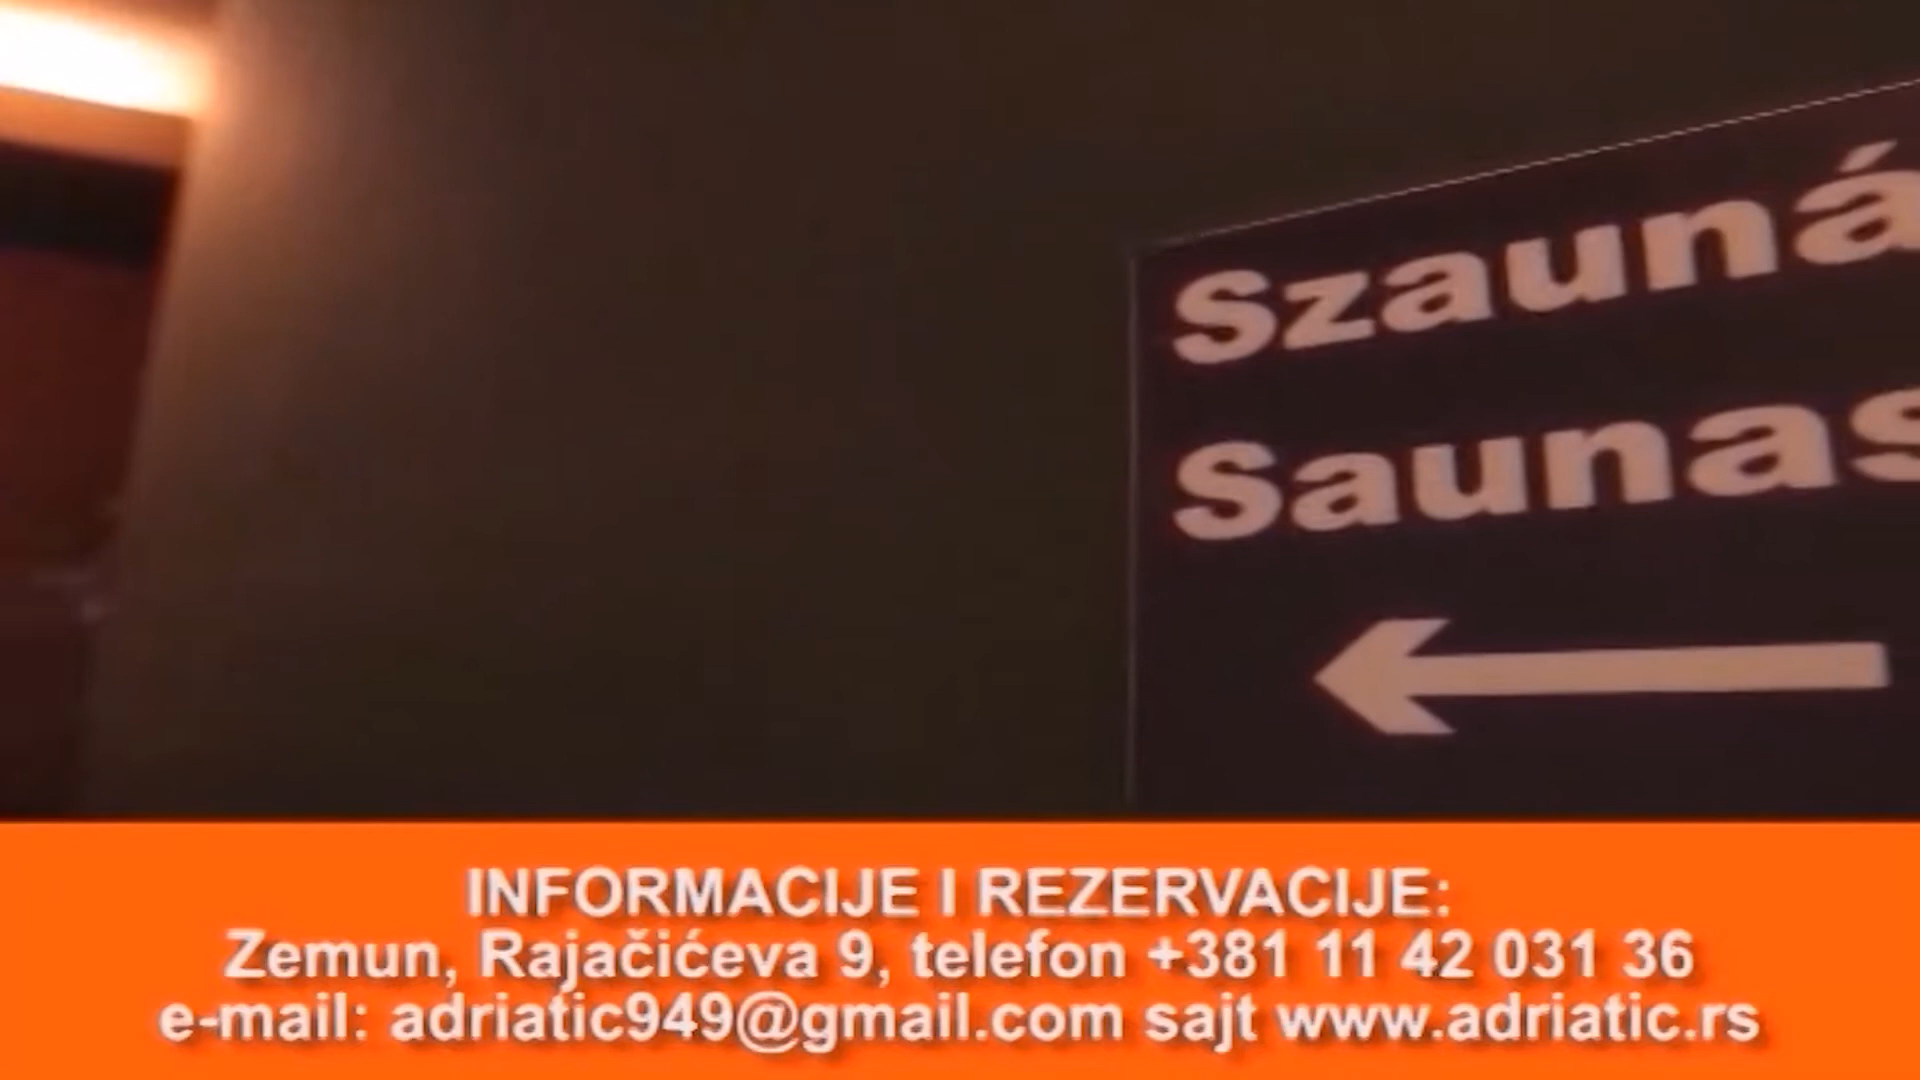 Szauná
Saunas
INFORMACIJE I REZERVACIJE:
Zemun, Rajačićeva 9, telefon +381 11 42 031 36
e-mail: adriatic949@gmail.com sajt www.adriatic.rs